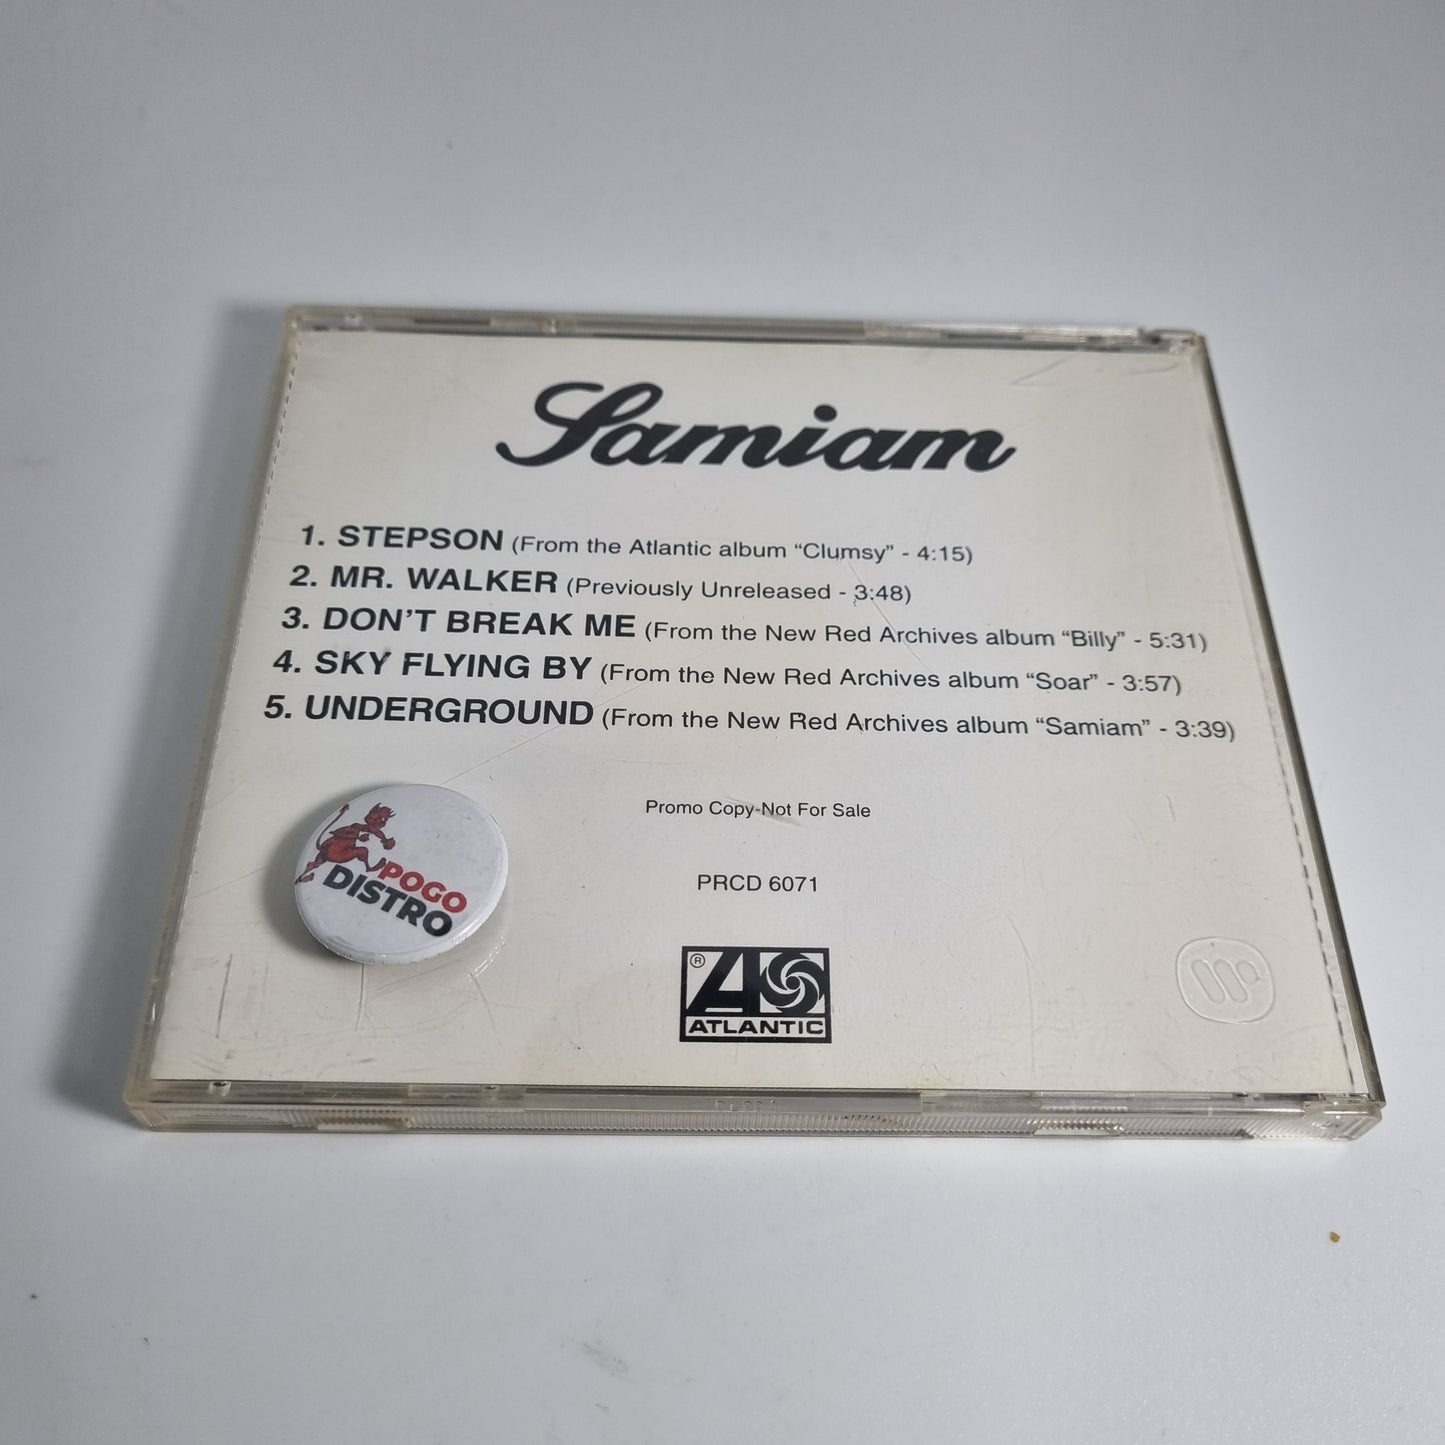 Samiam
1. STEPSON (From the Atlantic album “Clumsy” - 4:15)
2. MR. WALKER (Previously Unreleased - 3:48)
3. DON’T BREAK ME (From the New Red Archives album “Billy” - 5:31)
4. SKY FLYING BY (From the New Red Archives album “Soar” - 3:57)
5. UNDERGROUND (From the New Red Archives album “Samiam” - 3:39)
Promo Copy-Not For Sale
POGO
DISTRO
PRCD 6071
®
ATLANTIC